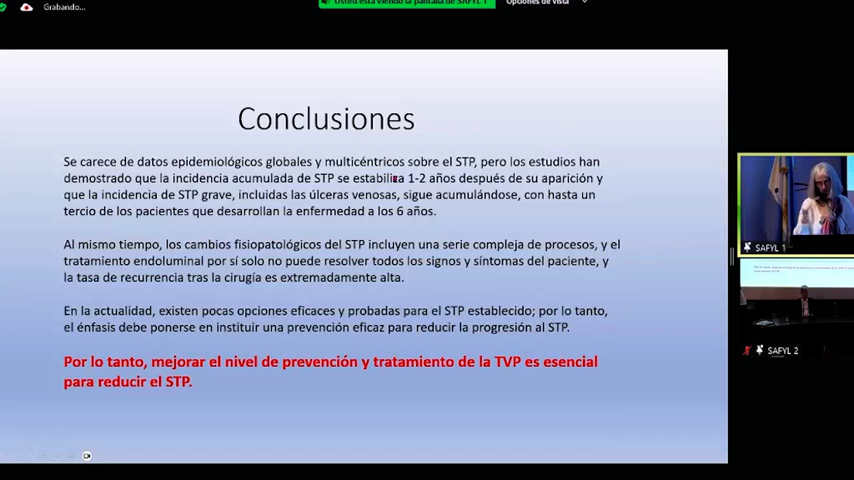 Grabando...
Usted está viendo la pantalla de SAFYL 1
Opciones de vista
Conclusiones
Se carece de datos epidemiológicos globales y multicéntricos sobre el STP, pero los estudios han
demostrado que la incidencia acumulada de STP se estabiliza 1-2 años después de su aparición y
que la incidencia de STP grave, incluidas las úlceras venosas, sigue acumulándose, con hasta un
tercio de los pacientes que desarrollan la enfermedad a los 6 años.
Al mismo tiempo, los cambios fisiopatológicos del STP incluyen una serie compleja de procesos, y el
tratamiento endoluminal por sí solo no puede resolver todos los signos y síntomas del paciente, y
la tasa de recurrencia tras la cirugía es extremadamente alta.
En la actualidad, existen pocas opciones eficaces y probadas para el STP establecido; por lo tanto,
el énfasis debe ponerse en instituir una prevención eficaz para reducir la progresión al STP.
Por lo tanto, mejorar el nivel de prevención y tratamiento de la TVP es esencial
para reducir el STP.
SAFYL 1
SAFYL 2